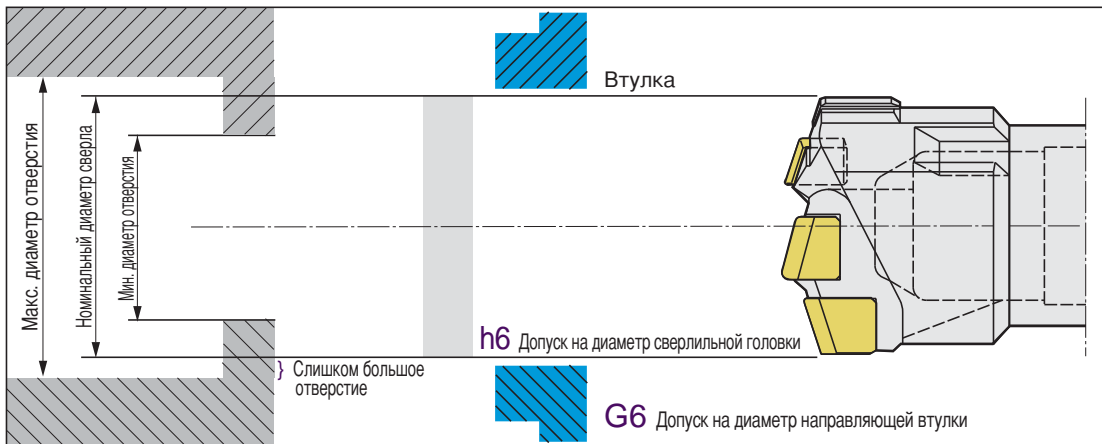 Втулка
Макс. диаметр отверстия
Номинальный диаметр сверла
Мин. диаметр отверстия
h6 Допуск на диаметр сверлильной головки
} Слишком большое
отверстие
G6 Допуск на диаметр направляющей втулки